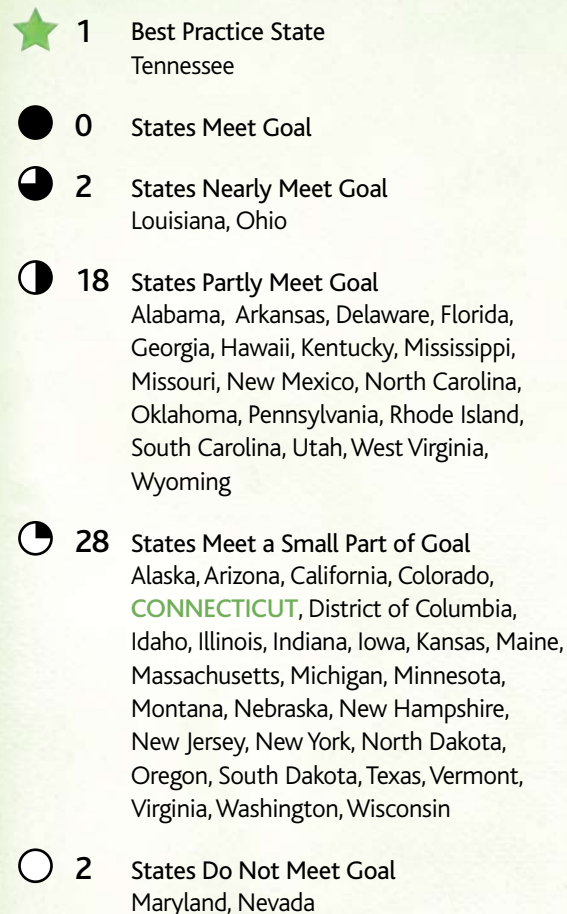 1 Best Practice State
Tennessee
0 States Meet Goal
2 States Nearly Meet Goal
Louisiana, Ohio
18 States Partly Meet Goal
Alabama, Arkansas, Delaware, Florida,
Georgia, Hawaii, Kentucky, Mississippi,
Missouri, New Mexico, North Carolina,
Oklahoma, Pennsylvania, Rhode Island,
South Carolina, Utah, West Virginia,
Wyoming
28 States Meet a Small Part of Goal
Alaska, Arizona, California, Colorado,
CONNECTICUT, District of Columbia,
Idaho, Illinois, Indiana, Iowa, Kansas, Maine,
Massachusetts, Michigan, Minnesota,
Montana, Nebraska, New Hampshire,
New Jersey, New York, North Dakota,
Oregon, South Dakota, Texas, Vermont,
Virginia, Washington, Wisconsin
2 States Do Not Meet Goal
Maryland, Nevada